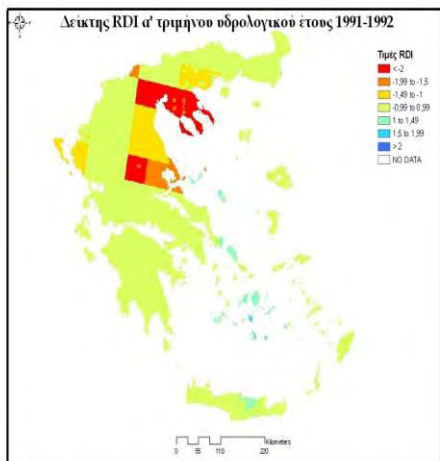 Δείκτης RDI α' τριμήνου υδρολογικού έτους 1991-1992
Τιμές RDI
< -2
-1,99 to -1,5
-1,49 to -1
-0,99 to 0,99
1 to 1,49
1,5 to 1,99
> 2
NO DATA
Kilometers
0 55 110 220